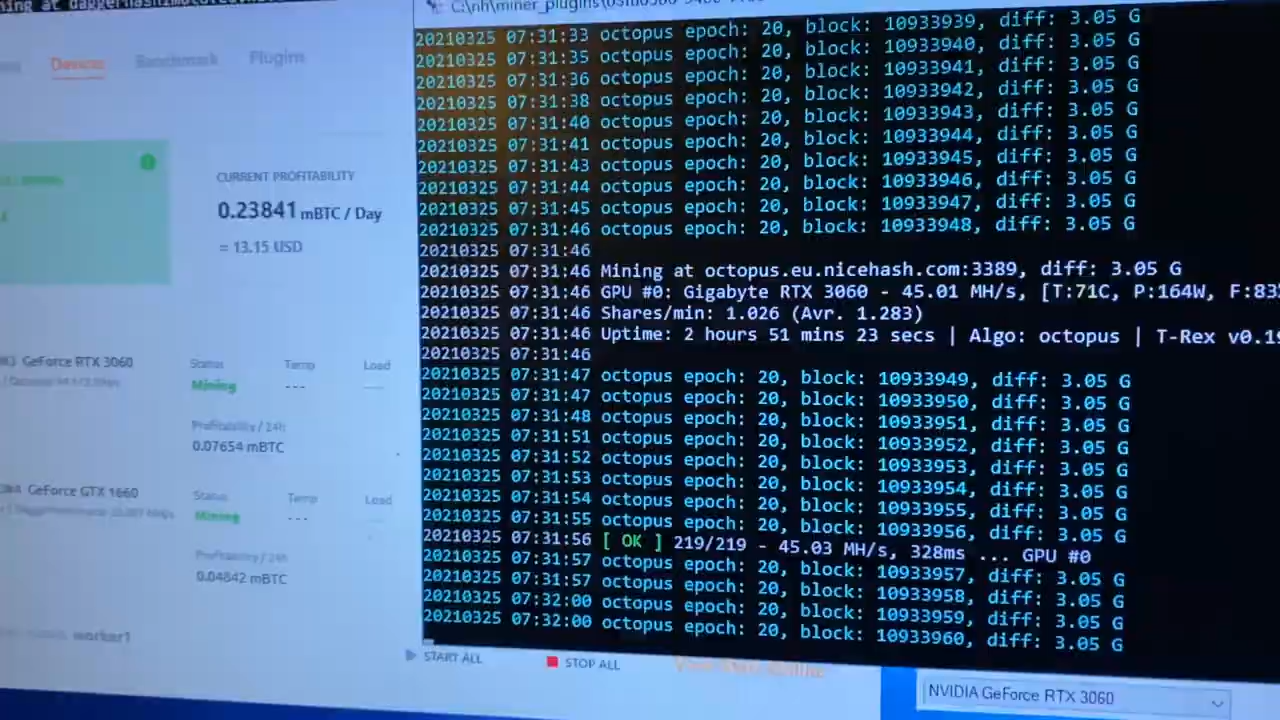 C:\nh\miner_plugins\
Devices
Benchmark
Plugins
CURRENT PROFITABILITY
0.23841 mBTC / Day
= 13.15 USD
GeForce RTX 3060
Status
Temp
Load
Mining
---
---
Profitability / 24h
0.07654 mBTC
GeForce GTX 1660
Status
Temp
Load
Mining
---
Profitability / 24h
0.04842 mBTC
worker1
START ALL
STOP ALL
20210325 07:31:33 octopus epoch: 20, block: 10933939, diff: 3.05 G
20210325 07:31:35 octopus epoch: 20, block: 10933940, diff: 3.05 G
20210325 07:31:36 octopus epoch: 20, block: 10933941, diff: 3.05 G
20210325 07:31:38 octopus epoch: 20, block: 10933942, diff: 3.05 G
20210325 07:31:40 octopus epoch: 20, block: 10933943, diff: 3.05 G
20210325 07:31:41 octopus epoch: 20, block: 10933944, diff: 3.05 G
20210325 07:31:43 octopus epoch: 20, block: 10933945, diff: 3.05 G
20210325 07:31:44 octopus epoch: 20, block: 10933946, diff: 3.05 G
20210325 07:31:45 octopus epoch: 20, block: 10933947, diff: 3.05 G
20210325 07:31:46 octopus epoch: 20, block: 10933948, diff: 3.05 G
20210325 07:31:46
20210325 07:31:46 Mining at octopus.eu.nicehash.com:3389, diff: 3.05 G
20210325 07:31:46 GPU #0: Gigabyte RTX 3060 - 45.01 MH/s, [T:71C, P:164W, F:83%
20210325 07:31:46 Shares/min: 1.026 (Avr. 1.283)
20210325 07:31:46 Uptime: 2 hours 51 mins 23 secs | Algo: octopus | T-Rex v0.19
20210325 07:31:46
20210325 07:31:47 octopus epoch: 20, block: 10933949, diff: 3.05 G
20210325 07:31:47 octopus epoch: 20, block: 10933950, diff: 3.05 G
20210325 07:31:48 octopus epoch: 20, block: 10933951, diff: 3.05 G
20210325 07:31:51 octopus epoch: 20, block: 10933952, diff: 3.05 G
20210325 07:31:52 octopus epoch: 20, block: 10933953, diff: 3.05 G
20210325 07:31:53 octopus epoch: 20, block: 10933954, diff: 3.05 G
20210325 07:31:54 octopus epoch: 20, block: 10933955, diff: 3.05 G
20210325 07:31:55 octopus epoch: 20, block: 10933956, diff: 3.05 G
20210325 07:31:56 [ OK ] 219/219 - 45.03 MH/s, 328ms ... GPU #0
20210325 07:31:57 octopus epoch: 20, block: 10933957, diff: 3.05 G
20210325 07:31:57 octopus epoch: 20, block: 10933958, diff: 3.05 G
20210325 07:32:00 octopus epoch: 20, block: 10933959, diff: 3.05 G
20210325 07:32:00 octopus epoch: 20, block: 10933960, diff: 3.05 G
NVIDIA GeForce RTX 3060